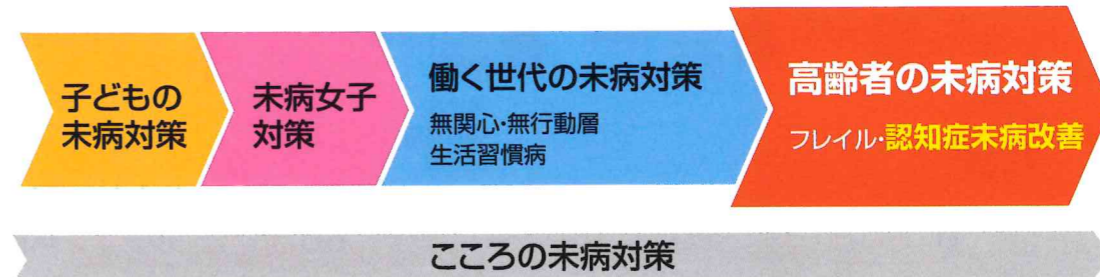 子どもの
未病対策
未病女子
対策
働く世代の未病対策
無関心・無行動層
生活習慣病
高齢者の未病対策
フレイル・認知症未病改善
こころの未病対策